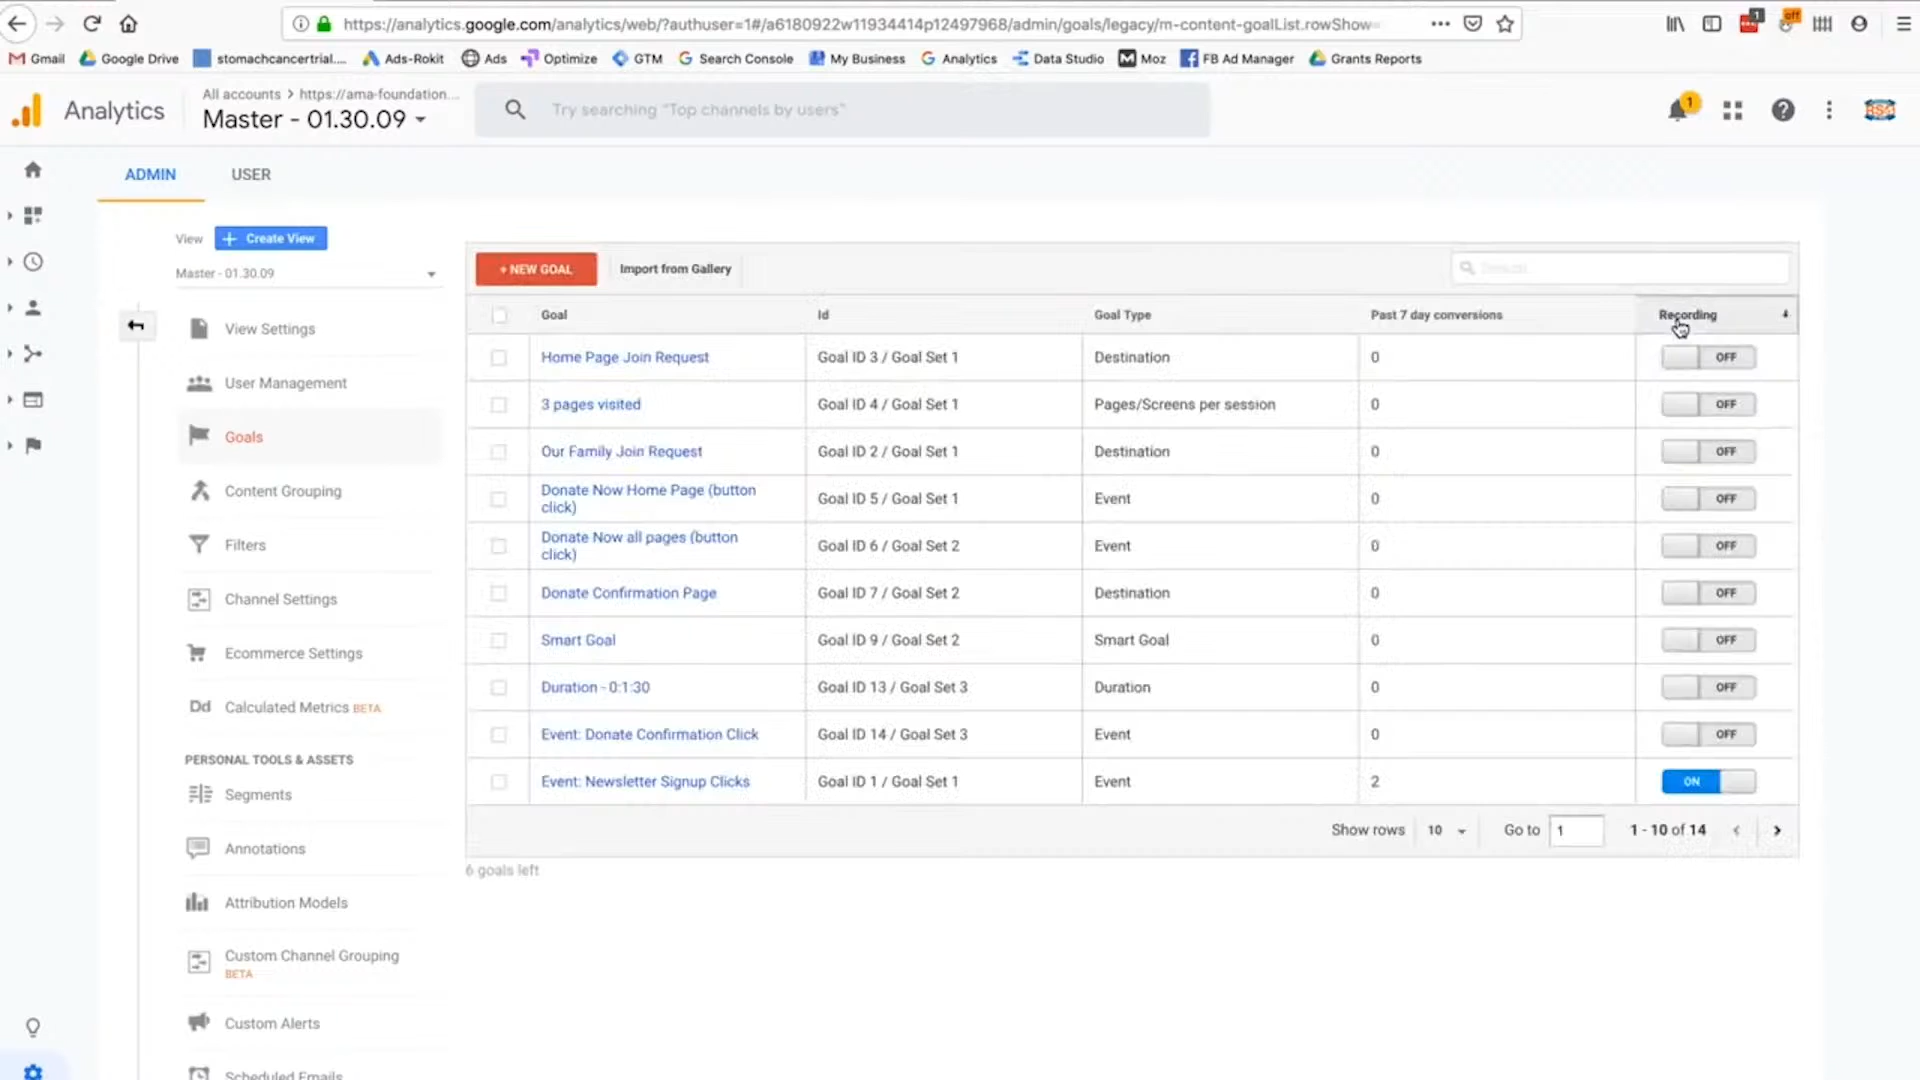 https://analytics.google.com/analytics/web/?authuser=1#/a6180922w11934414p12497968/admin/goals/legacy/m-content-goalList.rowShow=
1
off
Gmail Google Drive stomachcancertrial.... Ads-Rokit Ads Optimize GTM Search Console My Business Analytics Data Studio Moz FB Ad Manager Grants Reports
Analytics
All accounts > https://ama-foundation...
Master - 01.30.09
Try searching "Top channels by users"
1
BSG
ADMIN USER
View + Create View
Master - 01.30.09
View Settings
User Management
Goals
Content Grouping
Filters
Channel Settings
Ecommerce Settings
Dd Calculated Metrics BETA
PERSONAL TOOLS & ASSETS
Segments
Annotations
Attribution Models
Custom Channel Grouping
BETA
Custom Alerts
Scheduled Emails
+ NEW GOAL Import from Gallery Search
Goal Id Goal Type Past 7 day conversions Recording
Home Page Join Request Goal ID 3 / Goal Set 1 Destination 0 OFF
3 pages visited Goal ID 4 / Goal Set 1 Pages/Screens per session 0 OFF
Our Family Join Request Goal ID 2 / Goal Set 1 Destination 0 OFF
Donate Now Home Page (button
click) Goal ID 5 / Goal Set 1 Event 0 OFF
Donate Now all pages (button
click) Goal ID 6 / Goal Set 2 Event 0 OFF
Donate Confirmation Page Goal ID 7 / Goal Set 2 Destination 0 OFF
Smart Goal Goal ID 9 / Goal Set 2 Smart Goal 0 OFF
Duration - 0:1:30 Goal ID 13 / Goal Set 3 Duration 0 OFF
Event: Donate Confirmation Click Goal ID 14 / Goal Set 3 Event 0 OFF
Event: Newsletter Signup Clicks Goal ID 1 / Goal Set 1 Event 2 ON
Show rows 10 Go to 1 1 - 10 of 14
6 goals left